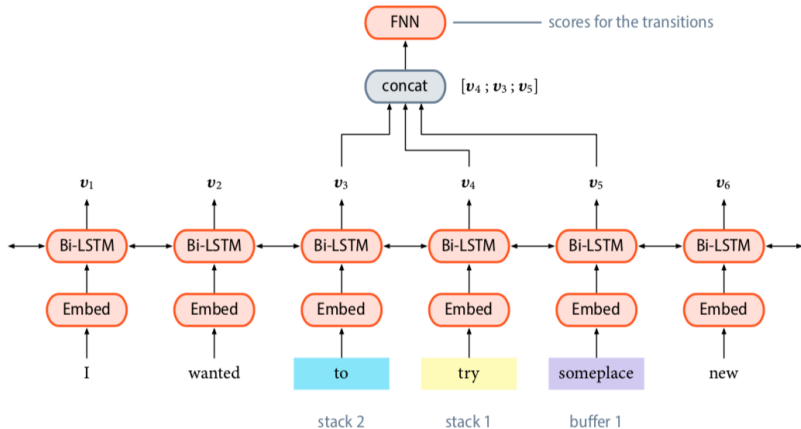 FNN
scores for the transitions
concat
[v₄ ; v₃ ; v₅]
v₁ v₂ v₃ v₄ v₅ v₆
Bi-LSTM Bi-LSTM Bi-LSTM Bi-LSTM Bi-LSTM Bi-LSTM
Embed Embed Embed Embed Embed Embed
I wanted to try someplace new
stack 2 stack 1 buffer 1